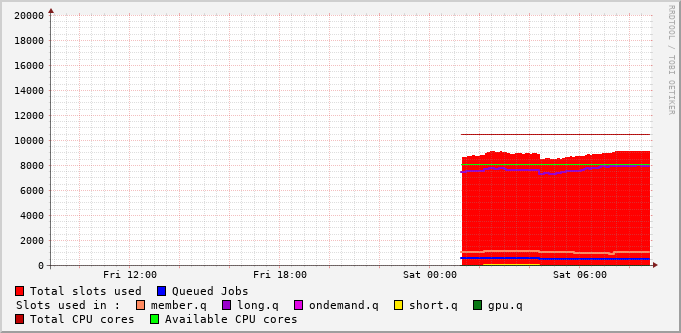 20000
18000
16000
14000
12000
10000
8000
6000
4000
2000
0
Fri 12:00 Fri 18:00 Sat 00:00 Sat 06:00
RRDTOOL / TOBI OETIKER
Total slots used Queued Jobs
Slots used in : member.q long.q ondemand.q short.q gpu.q
Total CPU cores Available CPU cores